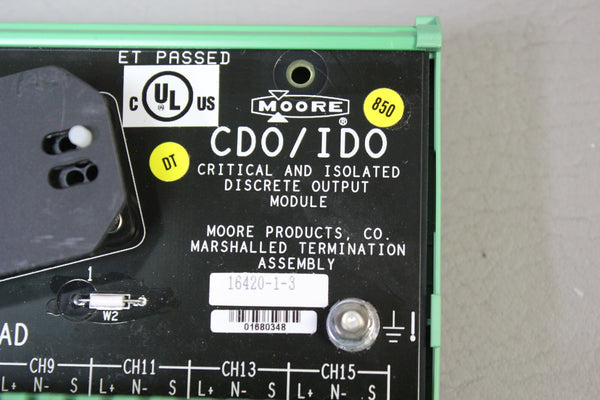 ET PASSED
C UL US
MOORE
®
850
CDO/IDO
DT
CRITICAL AND ISOLATED
DISCRETE OUTPUT
MODULE
MOORE PRODUCTS, CO.
MARSHALLED TERMINATION
ASSEMBLY
16420-1-3
01680348
1
W2
!
AD
CH9 CH11 CH13 CH15
L+ N- S L+ N- S L+ N- S L+ N- S